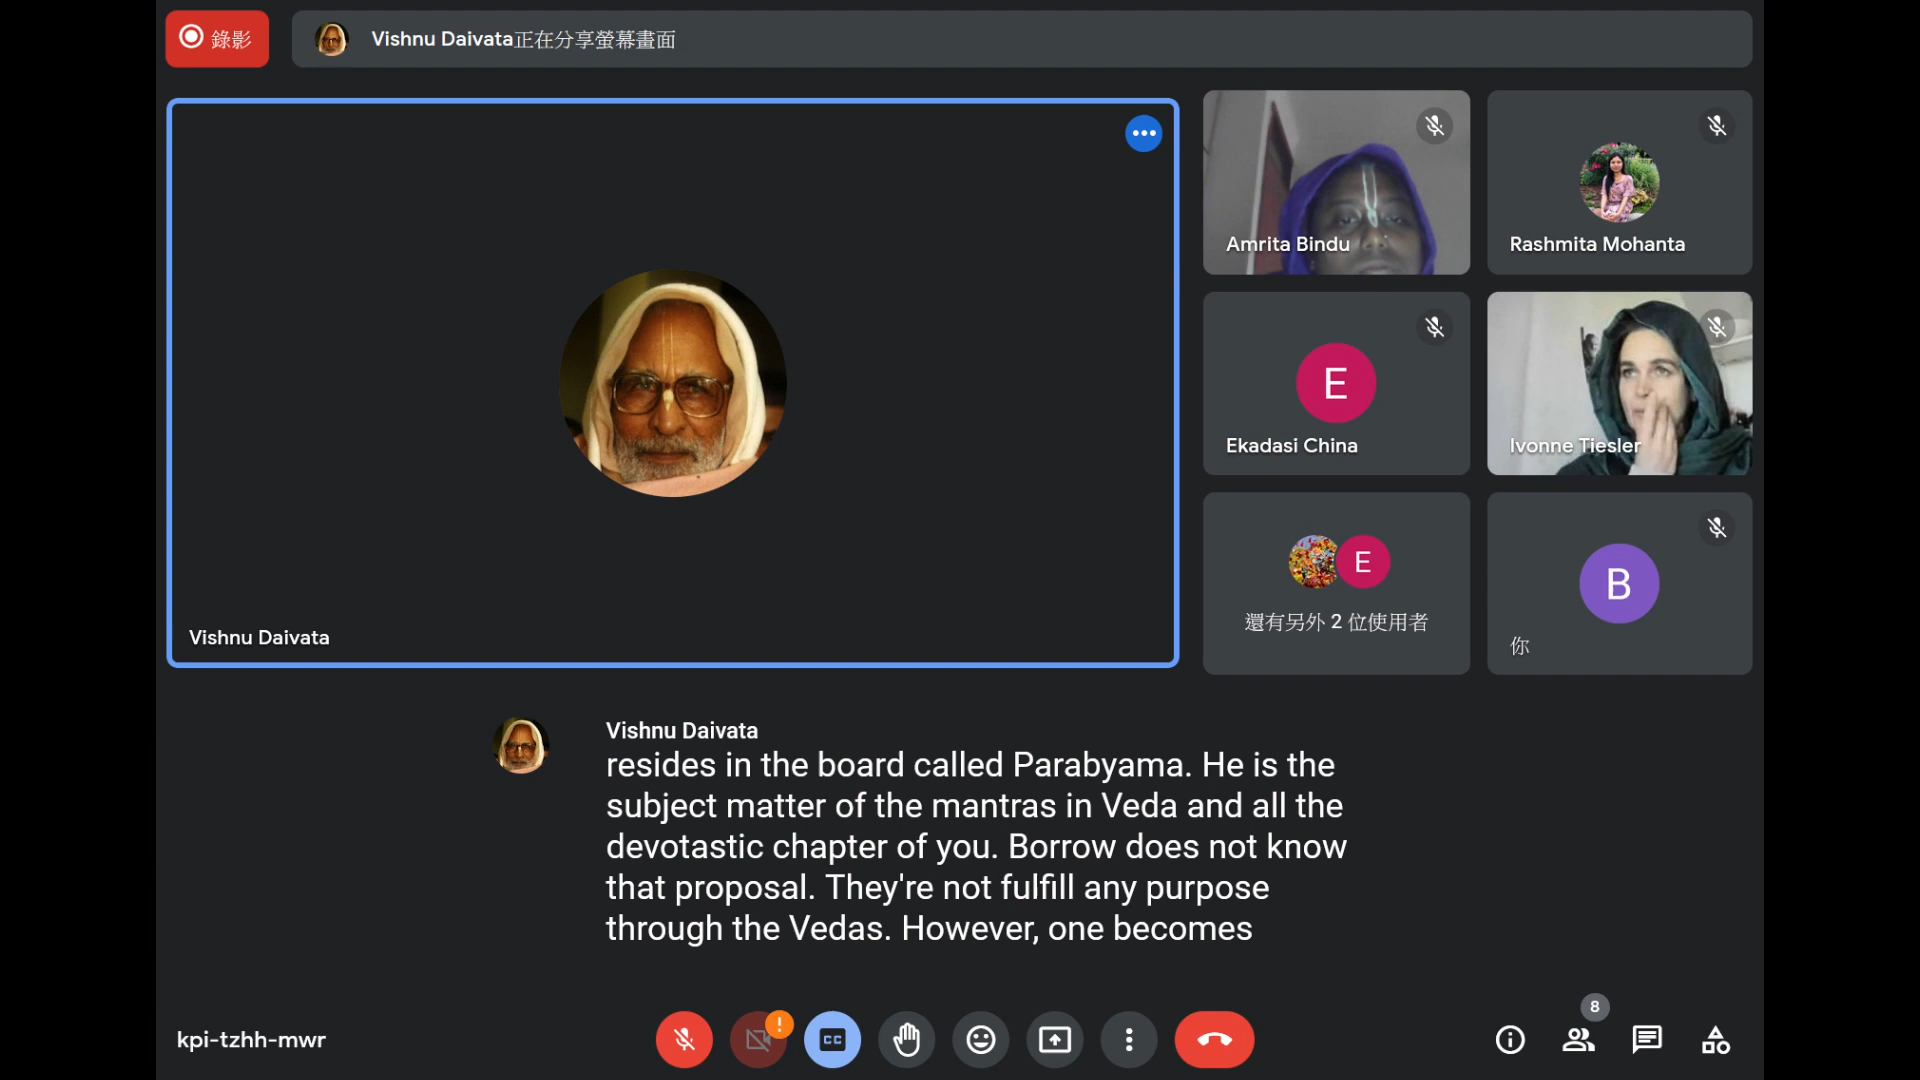 錄影
Vishnu Daivata正在分享螢幕畫面
Vishnu Daivata
Amrita Bindu
Rashmita Mohanta
E
Ekadasi China
Ivonne Tiesler
E
還有另外 2 位使用者
B
你
Vishnu Daivata
resides in the board called Parabyama. He is the
subject matter of the mantras in Veda and all the
devotastic chapter of you. Borrow does not know
that proposal. They're not fulfill any purpose
through the Vedas. However, one becomes
kpi-tzhh-mwr
!
CC
8